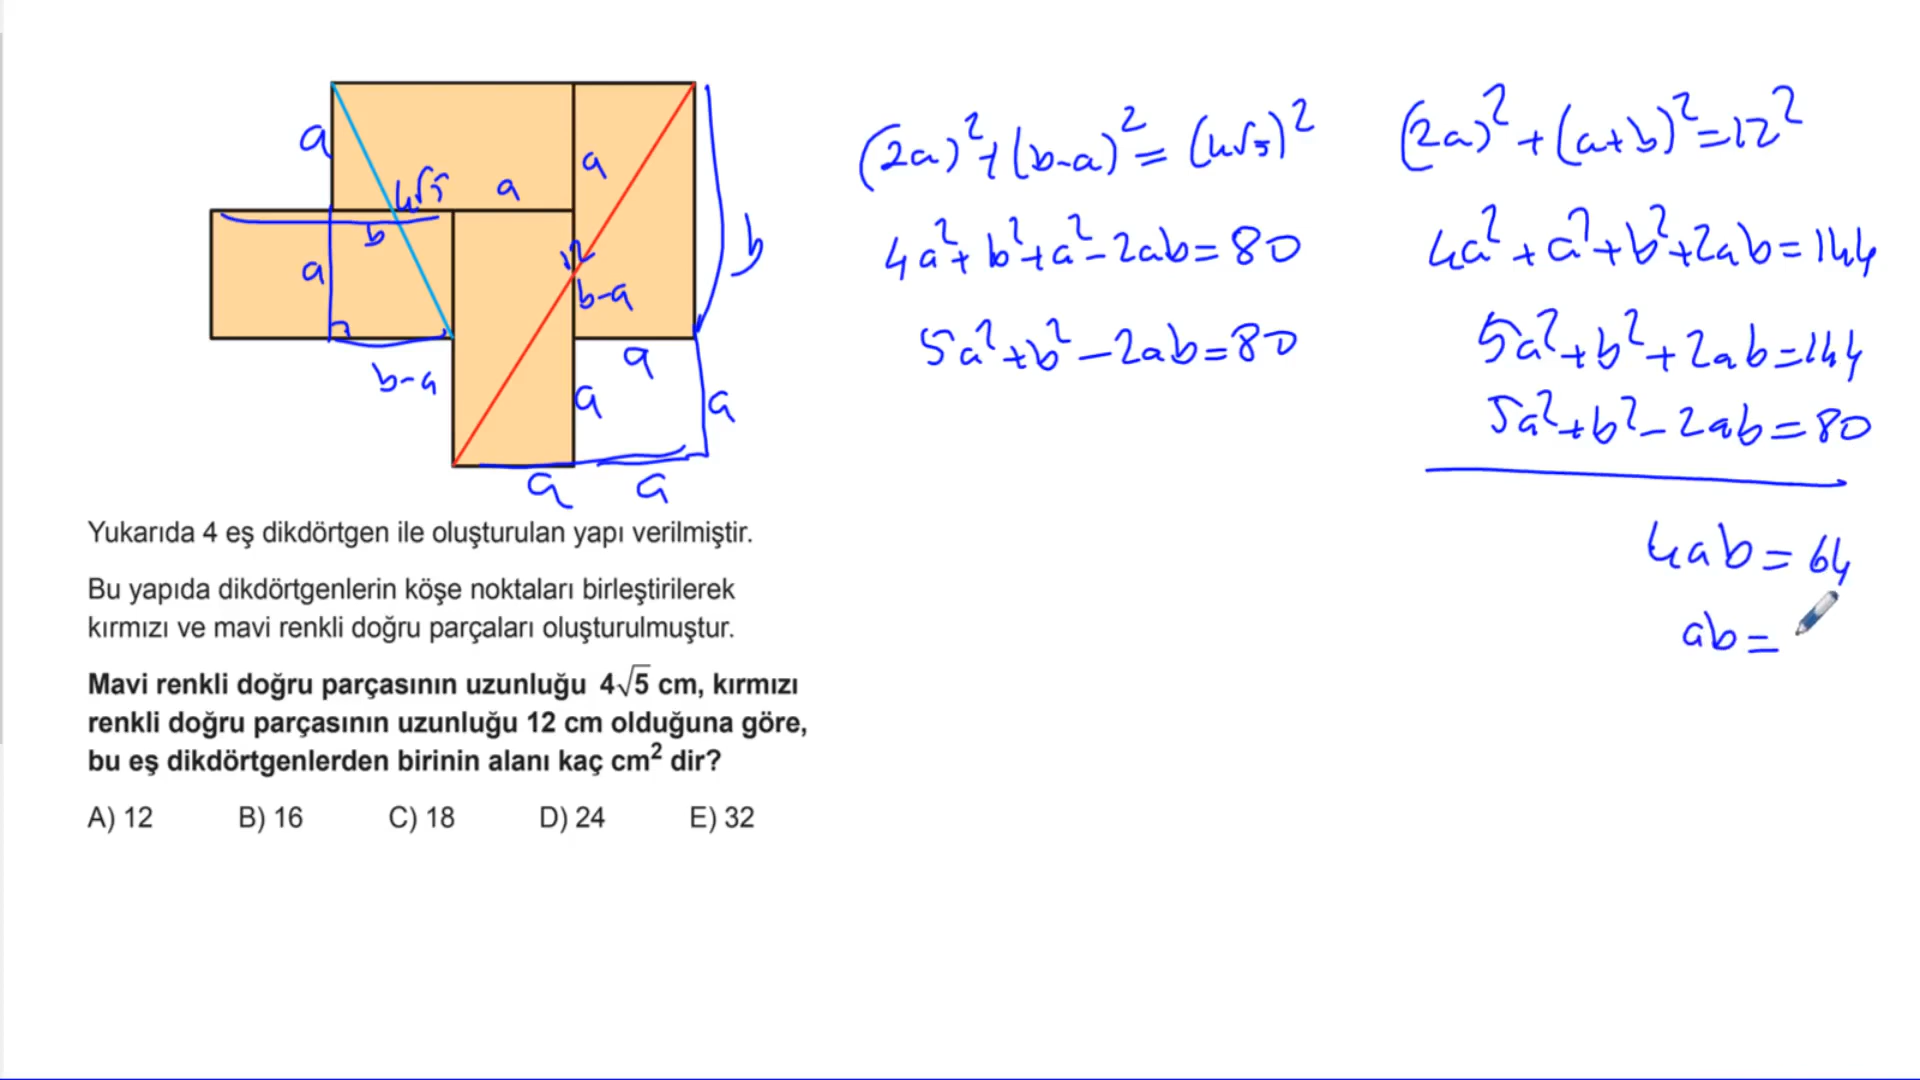 a
4√5
a
a
b
a
b
b-a
b-a
a
a
a
a
a
(2a)²+(b-a)²=(4√5)²
4a²+b²+a²-2ab=80
5a²+b²-2ab=80
(2a)²+(a+b)²=12²
4a²+a²+b²+2ab=144
5a²+b²+2ab=144
5a²+b²-2ab=80
4ab=64
ab=
Yukarıda 4 eş dikdörtgen ile oluşturulan yapı verilmiştir.
Bu yapıda dikdörtgenlerin köşe noktaları birleştirilerek
kırmızı ve mavi renkli doğru parçaları oluşturulmuştur.
Mavi renkli doğru parçasının uzunluğu 4√5 cm, kırmızı
renkli doğru parçasının uzunluğu 12 cm olduğuna göre,
bu eş dikdörtgenlerden birinin alanı kaç cm² dir?
A) 12 B) 16 C) 18 D) 24 E) 32